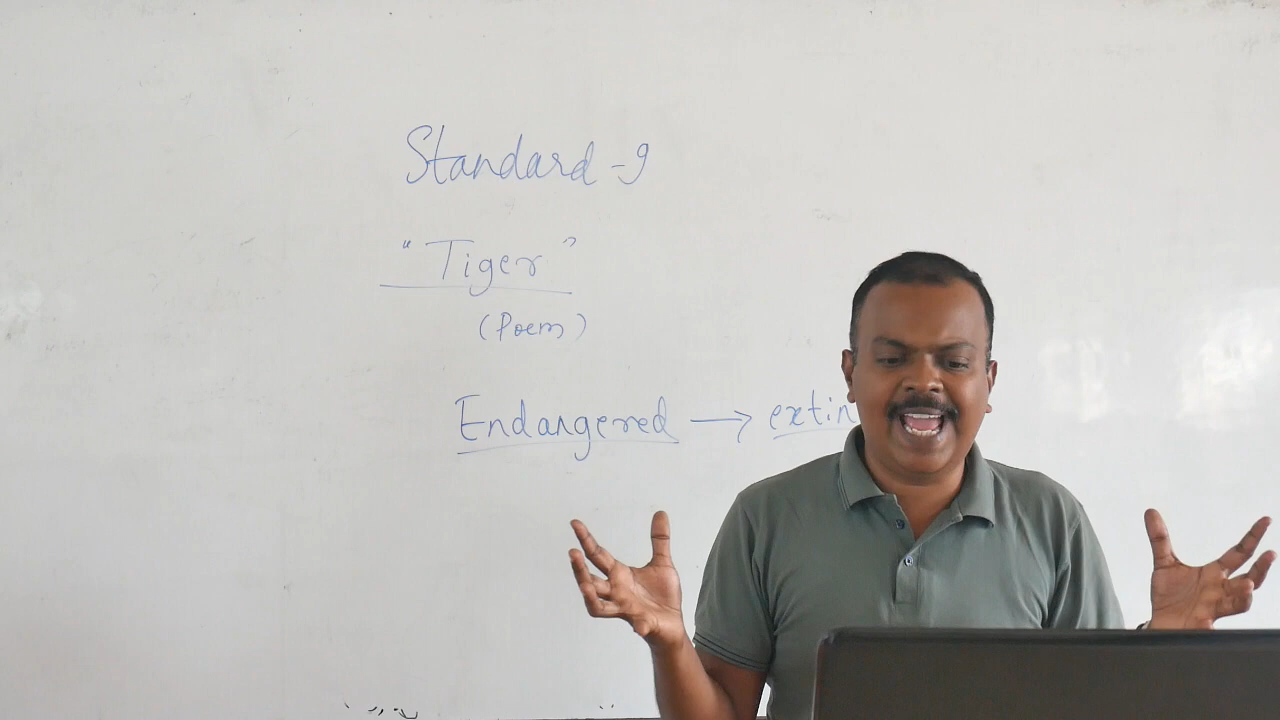 Standard - 9
"Tiger"
(Poem)
Endangered → extin